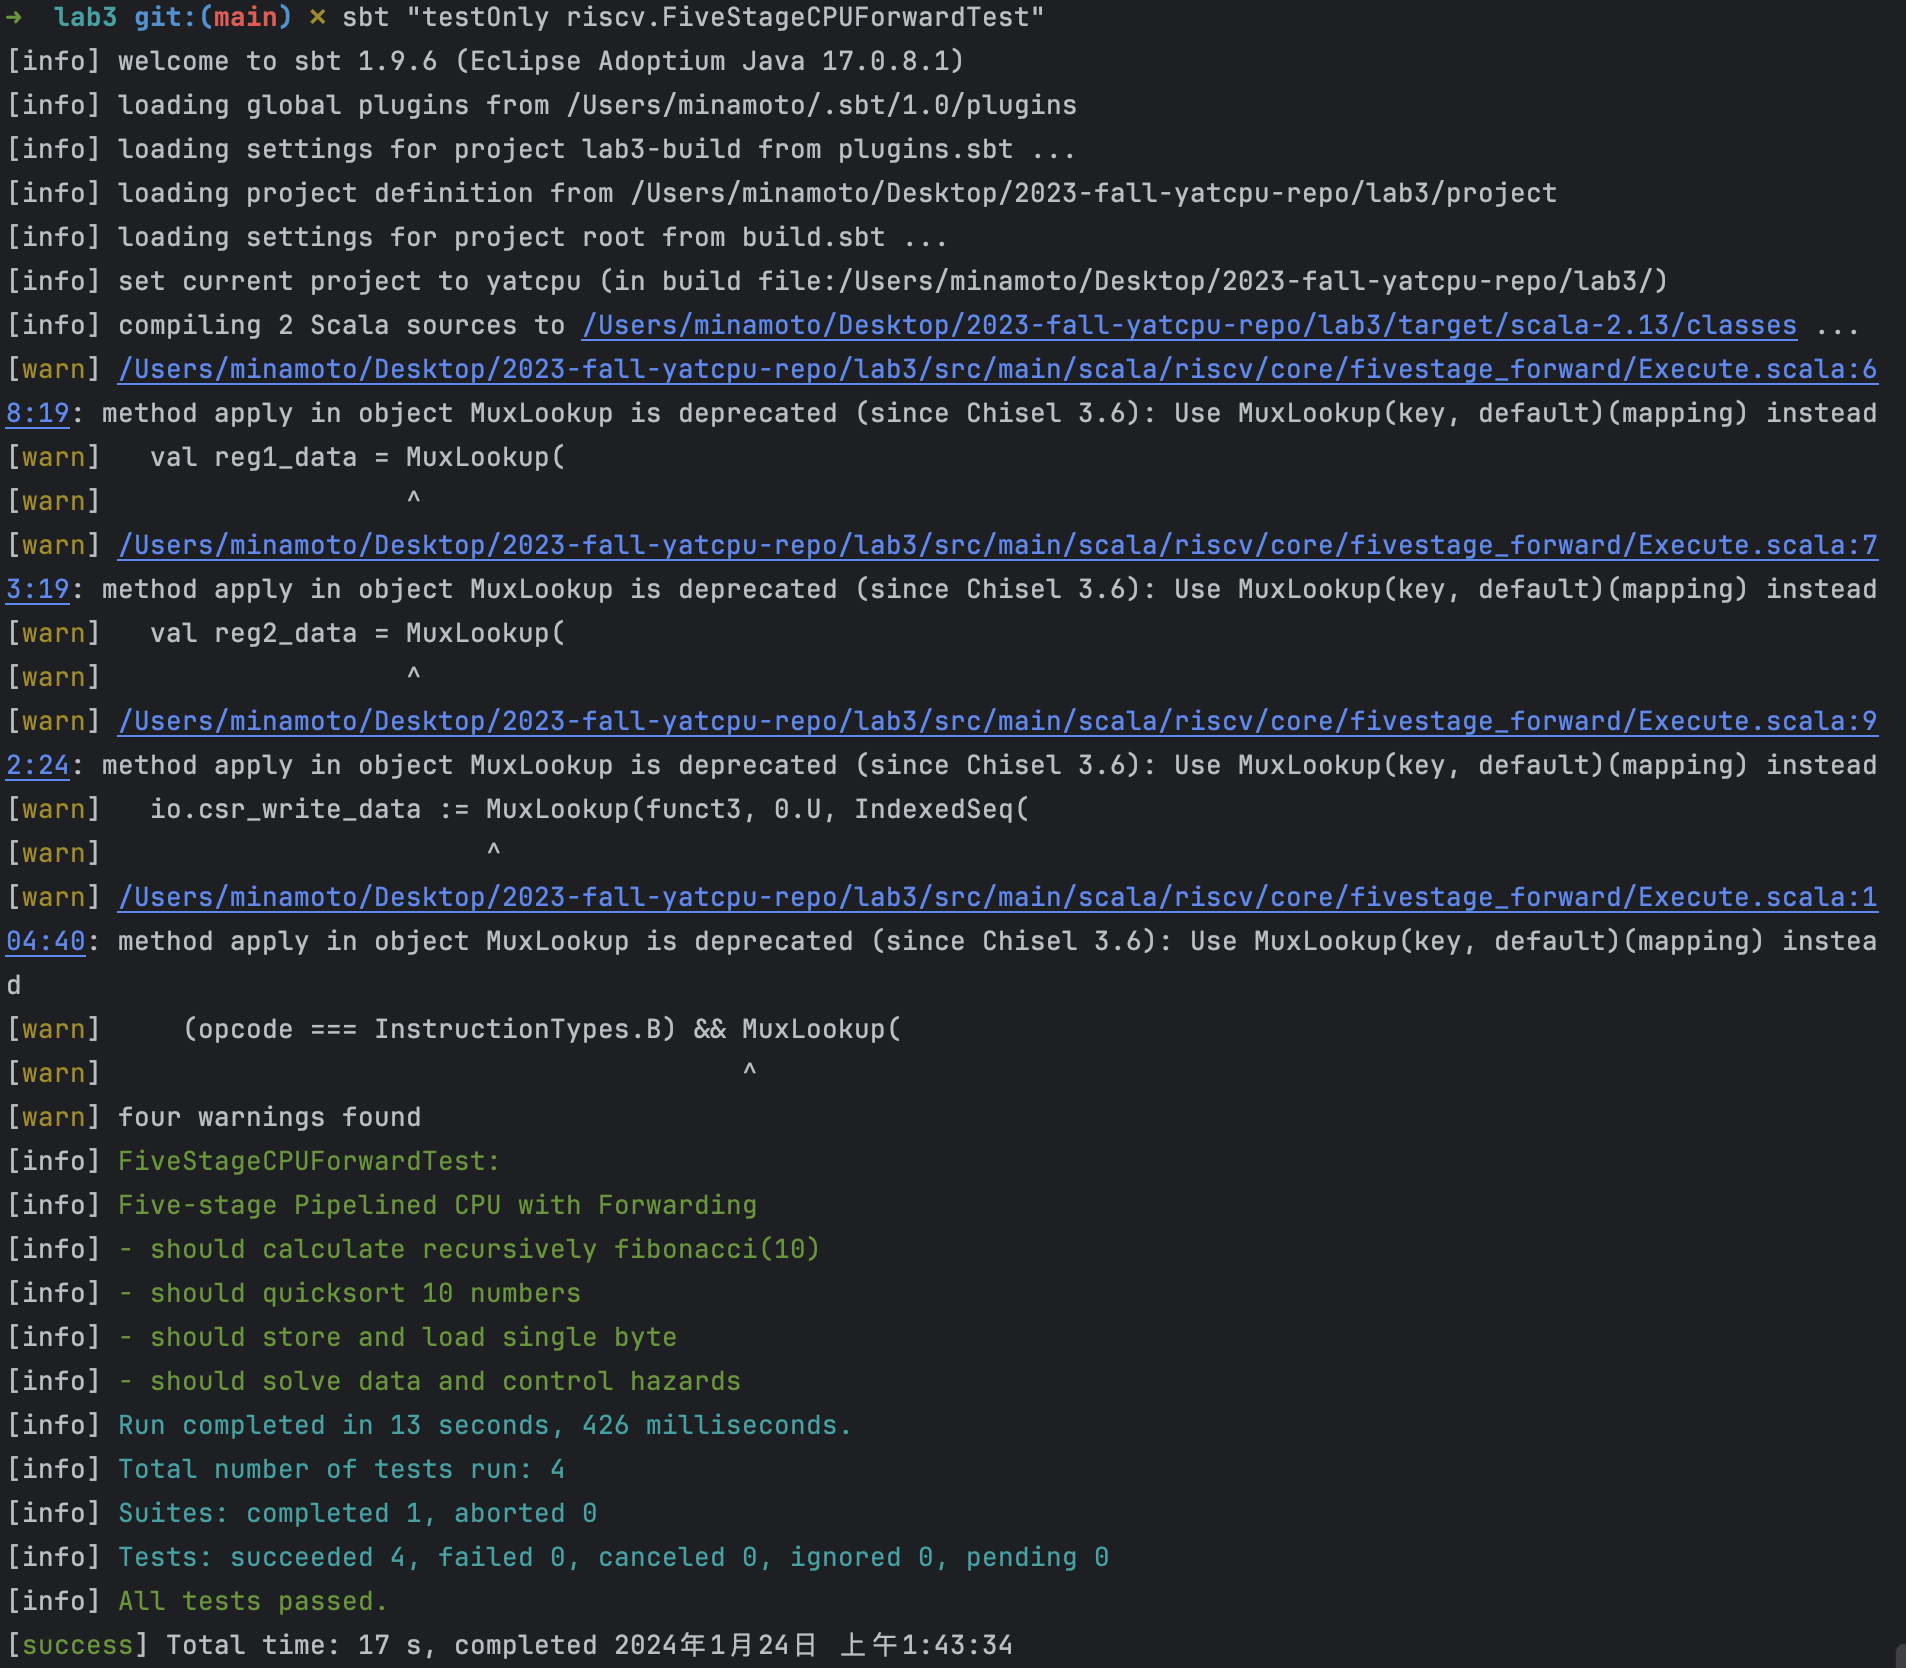 →  lab3 git:(main) × sbt "testOnly riscv.FiveStageCPUForwardTest"
[info] welcome to sbt 1.9.6 (Eclipse Adoptium Java 17.0.8.1)
[info] loading global plugins from /Users/minamoto/.sbt/1.0/plugins
[info] loading settings for project lab3-build from plugins.sbt ...
[info] loading project definition from /Users/minamoto/Desktop/2023-fall-yatcpu-repo/lab3/project
[info] loading settings for project root from build.sbt ...
[info] set current project to yatcpu (in build file:/Users/minamoto/Desktop/2023-fall-yatcpu-repo/lab3/)
[info] compiling 2 Scala sources to /Users/minamoto/Desktop/2023-fall-yatcpu-repo/lab3/target/scala-2.13/classes ...
[warn] /Users/minamoto/Desktop/2023-fall-yatcpu-repo/lab3/src/main/scala/riscv/core/fivestage_forward/Execute.scala:6
8:19: method apply in object MuxLookup is deprecated (since Chisel 3.6): Use MuxLookup(key, default)(mapping) instead
[warn]   val reg1_data = MuxLookup(
[warn]                   ^
[warn] /Users/minamoto/Desktop/2023-fall-yatcpu-repo/lab3/src/main/scala/riscv/core/fivestage_forward/Execute.scala:7
3:19: method apply in object MuxLookup is deprecated (since Chisel 3.6): Use MuxLookup(key, default)(mapping) instead
[warn]   val reg2_data = MuxLookup(
[warn]                   ^
[warn] /Users/minamoto/Desktop/2023-fall-yatcpu-repo/lab3/src/main/scala/riscv/core/fivestage_forward/Execute.scala:9
2:24: method apply in object MuxLookup is deprecated (since Chisel 3.6): Use MuxLookup(key, default)(mapping) instead
[warn]   io.csr_write_data := MuxLookup(funct3, 0.U, IndexedSeq(
[warn]                        ^
[warn] /Users/minamoto/Desktop/2023-fall-yatcpu-repo/lab3/src/main/scala/riscv/core/fivestage_forward/Execute.scala:1
04:40: method apply in object MuxLookup is deprecated (since Chisel 3.6): Use MuxLookup(key, default)(mapping) instea
d
[warn]     (opcode === InstructionTypes.B) && MuxLookup(
[warn]                                        ^
[warn] four warnings found
[info] FiveStageCPUForwardTest:
[info] Five-stage Pipelined CPU with Forwarding
[info] - should calculate recursively fibonacci(10)
[info] - should quicksort 10 numbers
[info] - should store and load single byte
[info] - should solve data and control hazards
[info] Run completed in 13 seconds, 426 milliseconds.
[info] Total number of tests run: 4
[info] Suites: completed 1, aborted 0
[info] Tests: succeeded 4, failed 0, canceled 0, ignored 0, pending 0
[info] All tests passed.
[success] Total time: 17 s, completed 2024年1月24日 上午1:43:34